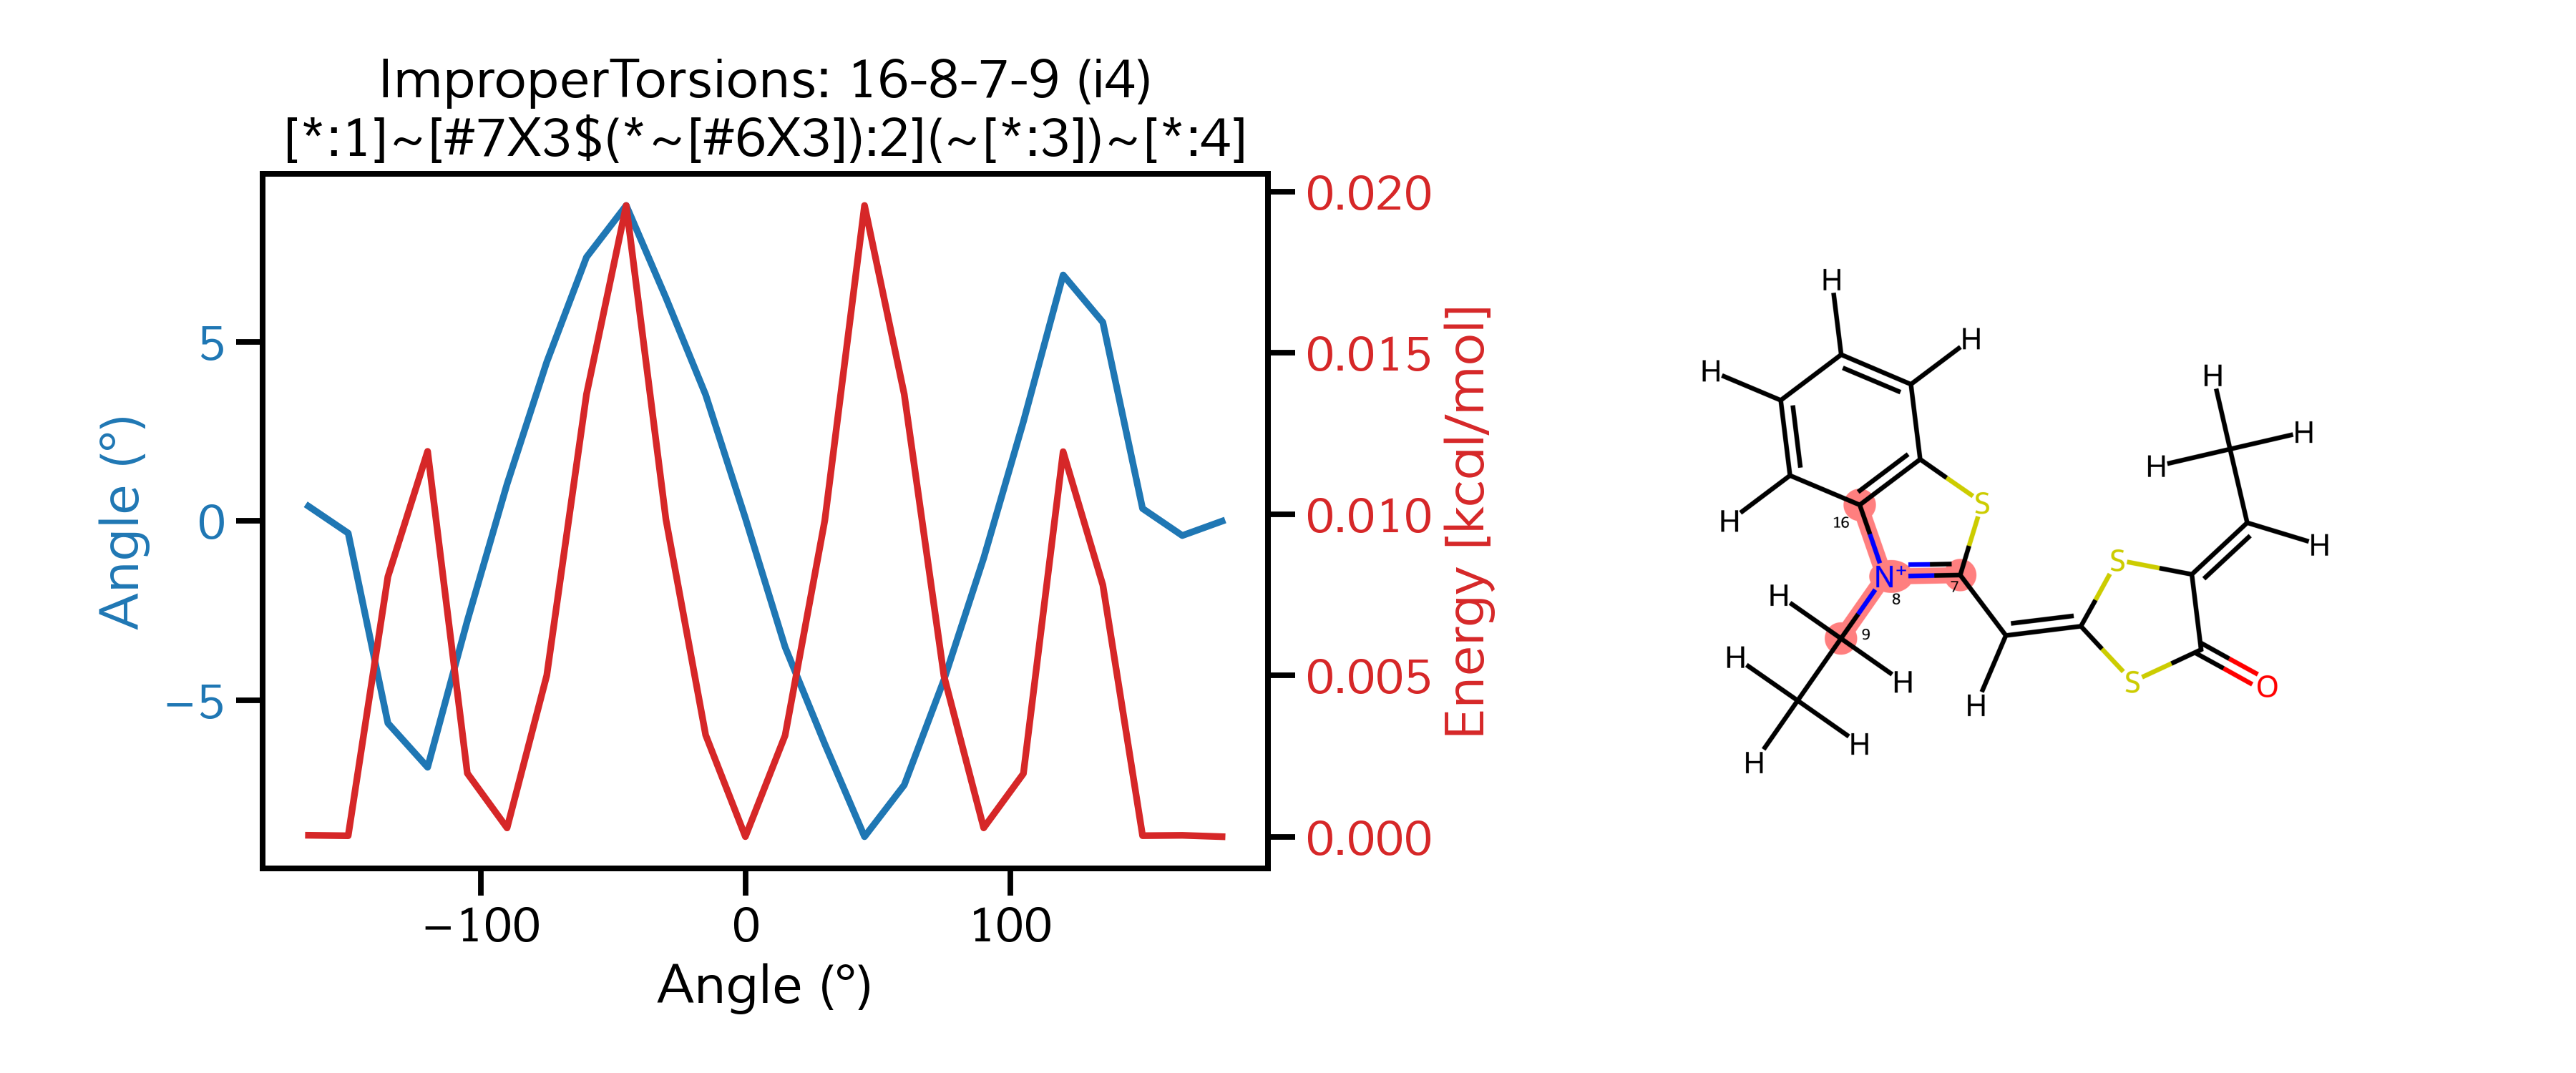 ImproperTorsions: 16-8-7-9 (i4)
[*:1]~[#7X3$(*~[#6X3]):2](~[*:3])~[*:4]
Angle (°)
5
0
−5
0.020
0.015
0.010
0.005
0.000
Energy [kcal/mol]
−100
0
100
Angle (°)
H
H
H
H
H
H
H
S
16
H
S
N+
7
8
H
9
H
H
S
O
H
H
H